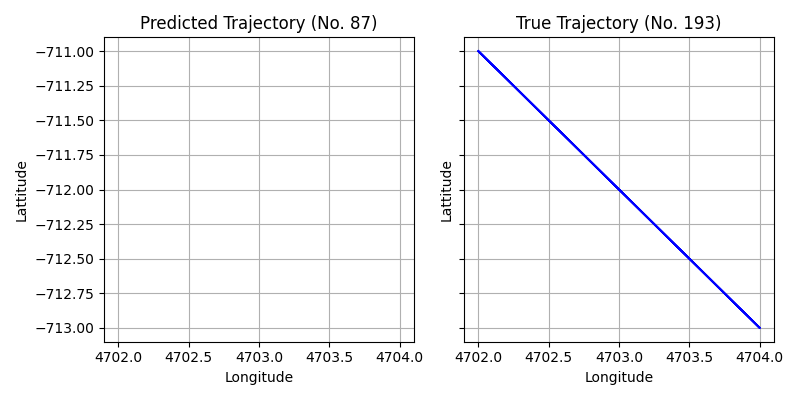 Predicted Trajectory (No. 87)
−711.00
−711.25
−711.50
−711.75
−712.00
−712.25
−712.50
−712.75
−713.00
Lattitude
4702.0 4702.5 4703.0 4703.5 4704.0
Longitude
True Trajectory (No. 193)
Lattitude
4702.0 4702.5 4703.0 4703.5 4704.0
Longitude